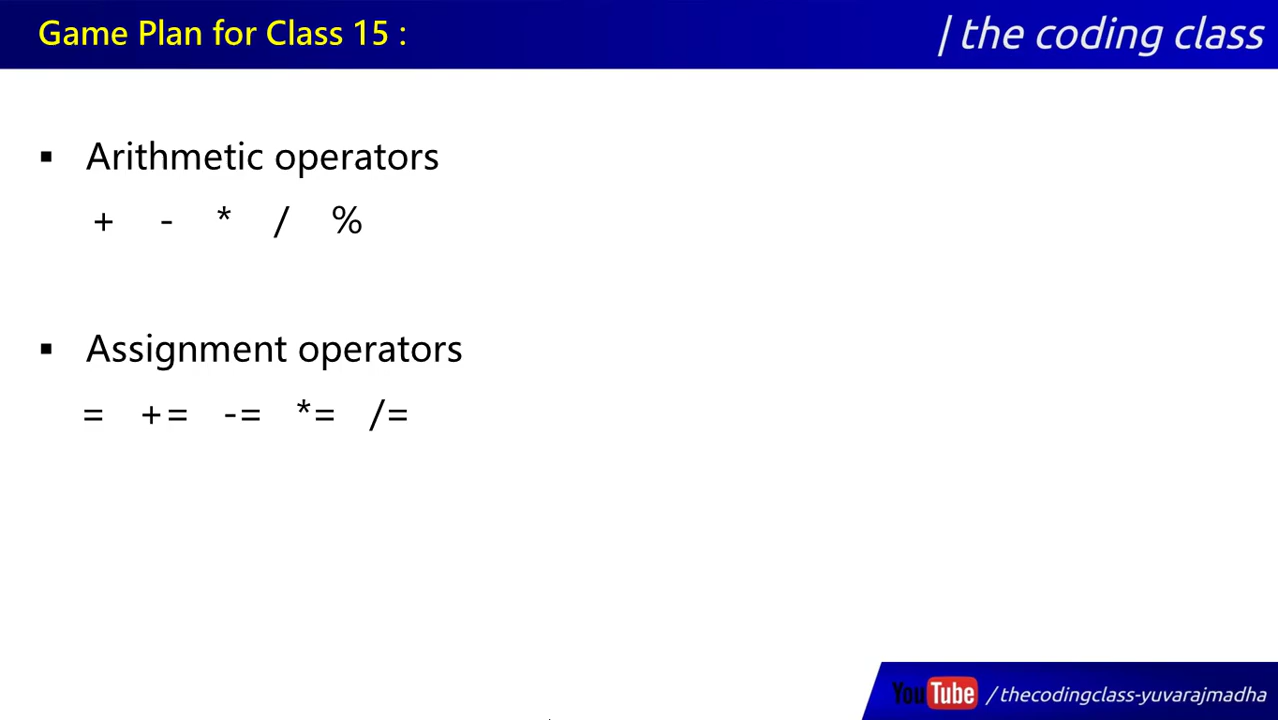 Game Plan for Class 15 :
/ the coding class
▪ Arithmetic operators
+ - * / %
▪ Assignment operators
= += -= *= /=
YouTube / thecodingclass-yuvarajmadha